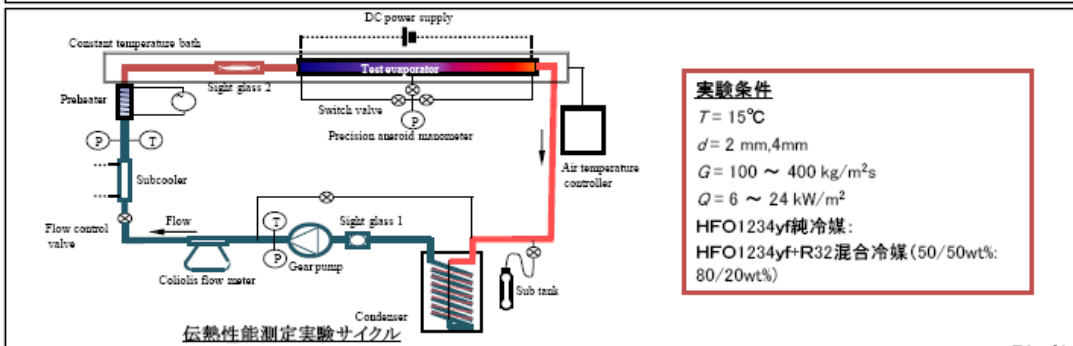 DC power supply
Constant temperature bath
Test evaporator
Sight glass 2
Preheater
Switch valve
P
Precision aneroid manometer
P
T
Air temperature
controller
Subcooler
Flow control
valve
Flow
T
P
Sight glass 1
Gear pump
Coliolis flow meter
Sub tank
Condenser
伝熱性能測定実験サイクル
実験条件
T = 15℃
d = 2 mm,4mm
G = 100 ～ 400 kg/m²s
Q = 6 ～ 24 kW/m²
HFO1234yf純冷媒:
HFO1234yf+R32混合冷媒(50/50wt%:
80/20wt%)